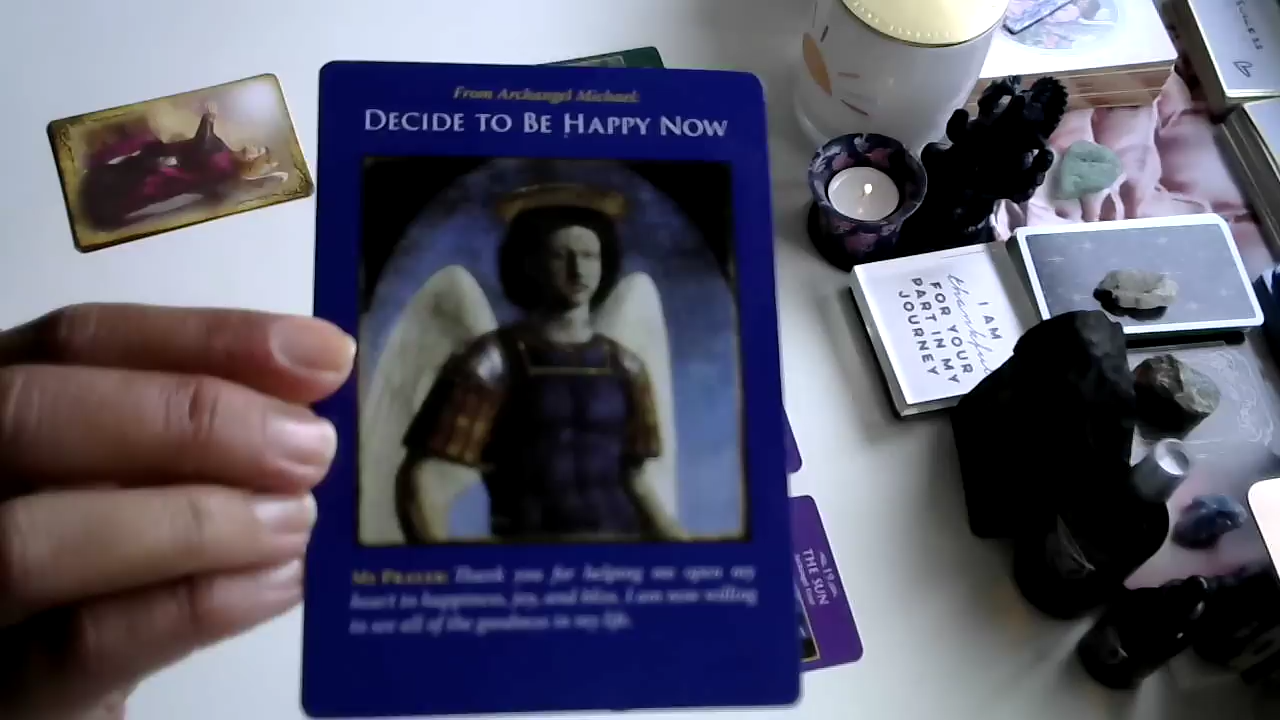 From Archangel Michael:
DECIDE TO BE HAPPY NOW
MY PRAYER: Thank you for helping me open my
heart to happiness, joy, and bliss. I am now willing
to see all of the goodness in my life.
I AM
thankful
FOR YOUR
PART IN MY
JOURNEY
19
THE SUN